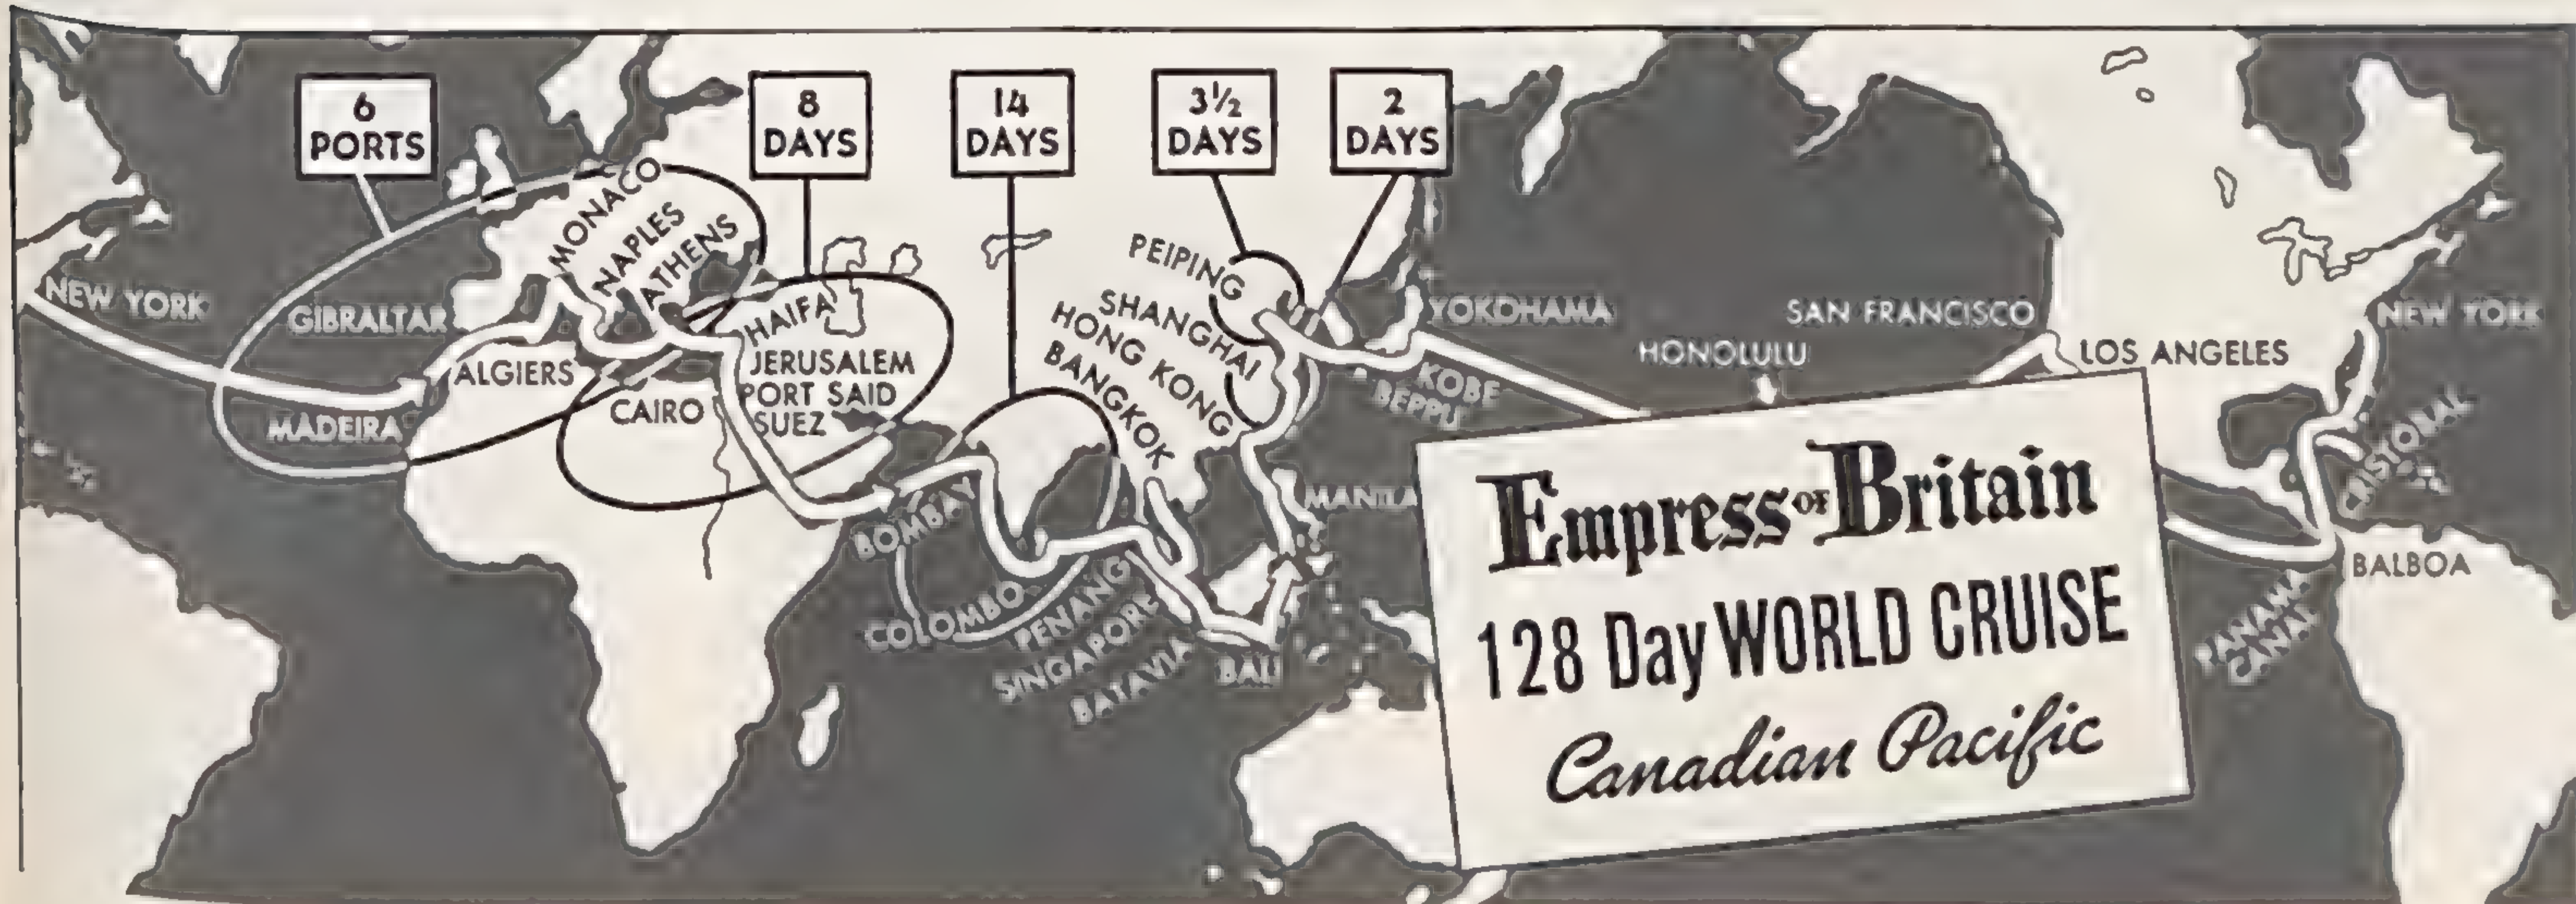 6
PORTS
8
DAYS
14
DAYS
3½
DAYS
2
DAYS
NEW YORK
GIBRALTAR
MADEIRA
ALGIERS
MONACO
NAPLES
ATHENS
CAIRO
HAIFA
JERUSALEM
PORT SAID
SUEZ
BOMBAY
COLOMBO
PENANG
SINGAPORE
BATAVIA
BALI
PEIPING
SHANGHAI
HONG KONG
BANGKOK
MANILA
YOKOHAMA
KOBE
BEPPU
HONOLULU
SAN FRANCISCO
LOS ANGELES
NEW YORK
CRISTOBAL
BALBOA
PANAMA
CANAL
Empress OF Britain
128 Day WORLD CRUISE
Canadian Pacific